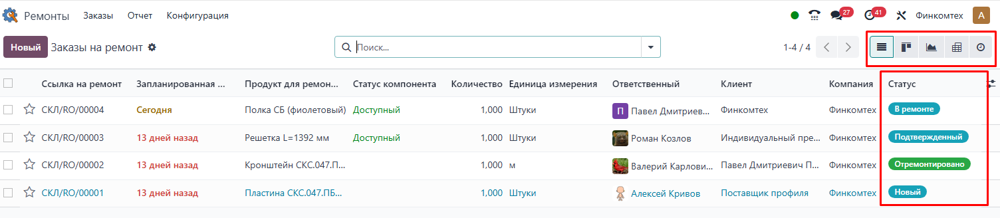 Ремонты Заказы Отчет Конфигурация 27 41 Финкомтех А
Новый Заказы на ремонт Поиск... 1-4 / 4
Ссылка на ремонт Запланированная ... Продукт для ремон... Статус компонента Количество Единица измерения Ответственный Клиент Компания Статус
СКЛ/RO/00004 Сегодня Полка СБ (фиолетовый) Доступный 1,000 Штуки П Павел Дмитриев... Финкомтех Финкомтех В ремонте
СКЛ/RO/00003 13 дней назад Решетка L=1392 мм Доступный 1,000 Штуки Роман Козлов Индивидуальный пре... Финкомтех Подтвержденный
СКЛ/RO/00002 13 дней назад Кронштейн СКС.047.П... 1,000 м Валерий Карлови... Павел Дмитриевич П... Финкомтех Отремонтировано
СКЛ/RO/00001 13 дней назад Пластина СКС.047.ПБ... 1,000 Штуки Алексей Кривов Поставщик профиля Финкомтех Новый